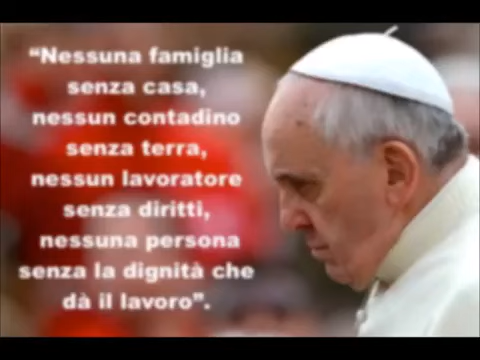 “Nessuna famiglia
senza casa,
nessun contadino
senza terra,
nessun lavoratore
senza diritti,
nessuna persona
senza la dignità che
dà il lavoro”.